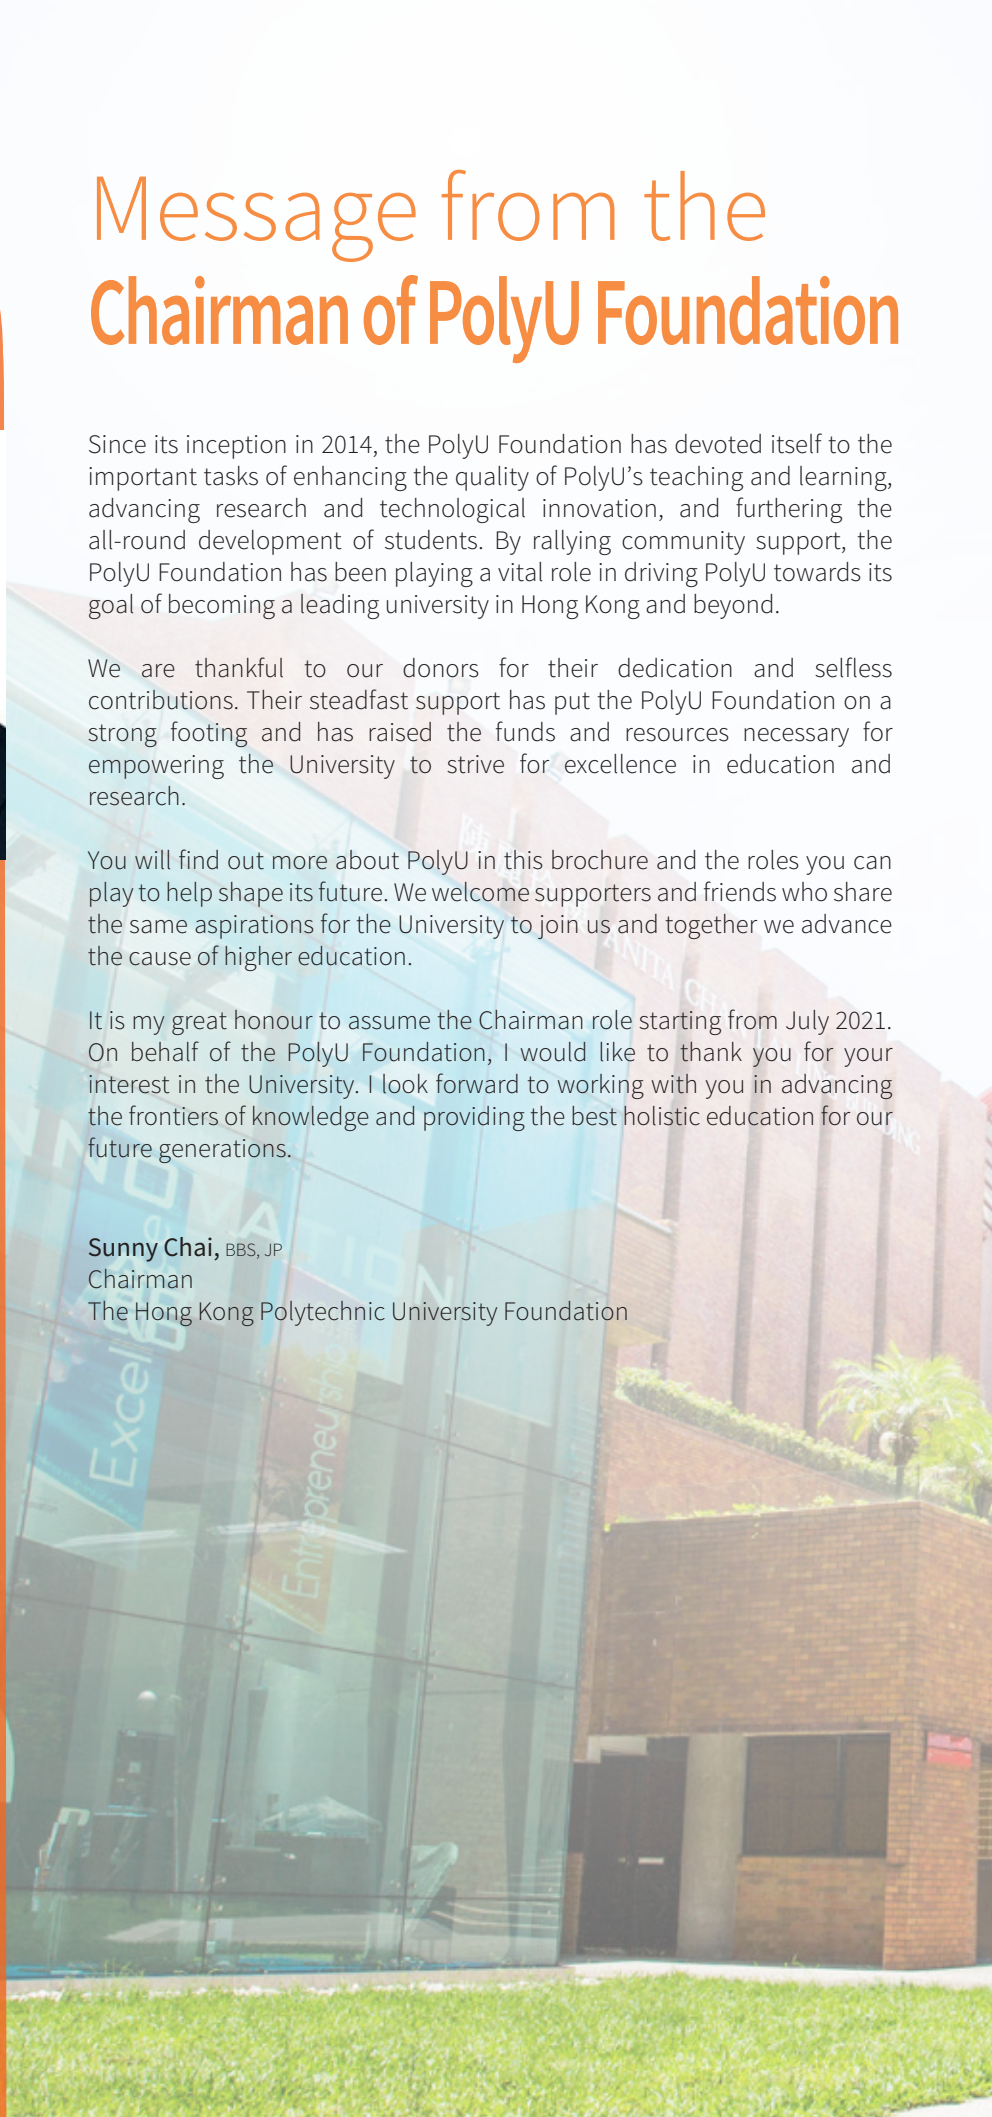 Message from the
Chairman of PolyU Foundation
Since its inception in 2014, the PolyU Foundation has devoted itself to the
important tasks of enhancing the quality of PolyU’s teaching and learning,
advancing research and technological innovation, and furthering the
all-round development of students. By rallying community support, the
PolyU Foundation has been playing a vital role in driving PolyU towards its
goal of becoming a leading university in Hong Kong and beyond.
We are thankful to our donors for their dedication and selfless
contributions. Their steadfast support has put the PolyU Foundation on a
strong footing and has raised the funds and resources necessary for
empowering the University to strive for excellence in education and
research.
You will find out more about PolyU in this brochure and the roles you can
play to help shape its future. We welcome supporters and friends who share
the same aspirations for the University to join us and together we advance
the cause of higher education.
It is my great honour to assume the Chairman role starting from July 2021.
On behalf of the PolyU Foundation, I would like to thank you for your
interest in the University. I look forward to working with you in advancing
the frontiers of knowledge and providing the best holistic education for our
future generations.
Sunny Chai, BBS, JP
Chairman
The Hong Kong Polytechnic University Foundation
ANITA
BUILDING
INNOVATION
Entrepreneurship